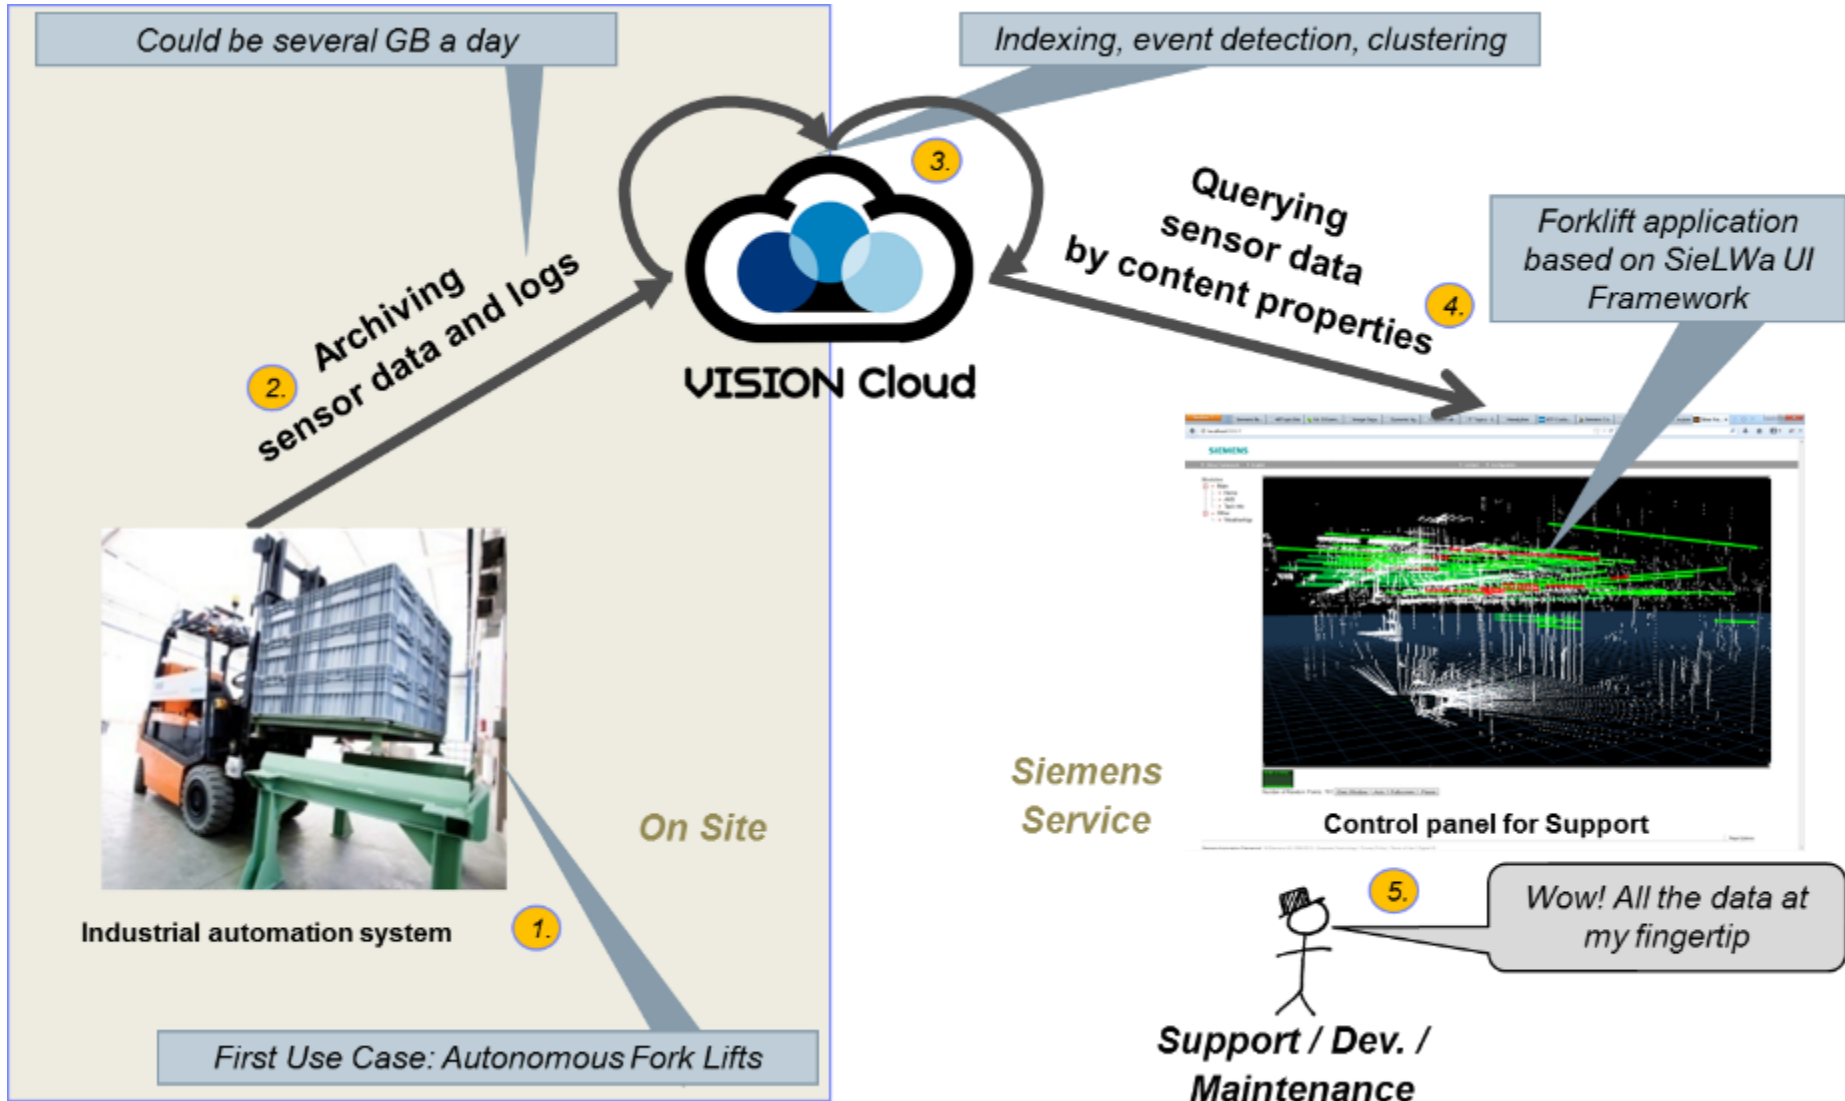 Could be several GB a day
Indexing, event detection, clustering
3.
Querying
sensor data
by content properties
4.
Forklift application
based on SieLWa UI
Framework
2.
Archiving
sensor data and logs
VISION Cloud
SIEMENS
On Site
Siemens
Service
Control panel for Support
Industrial automation system
1.
5.
Wow! All the data at
my fingertip
First Use Case: Autonomous Fork Lifts
Support / Dev. /
Maintenance